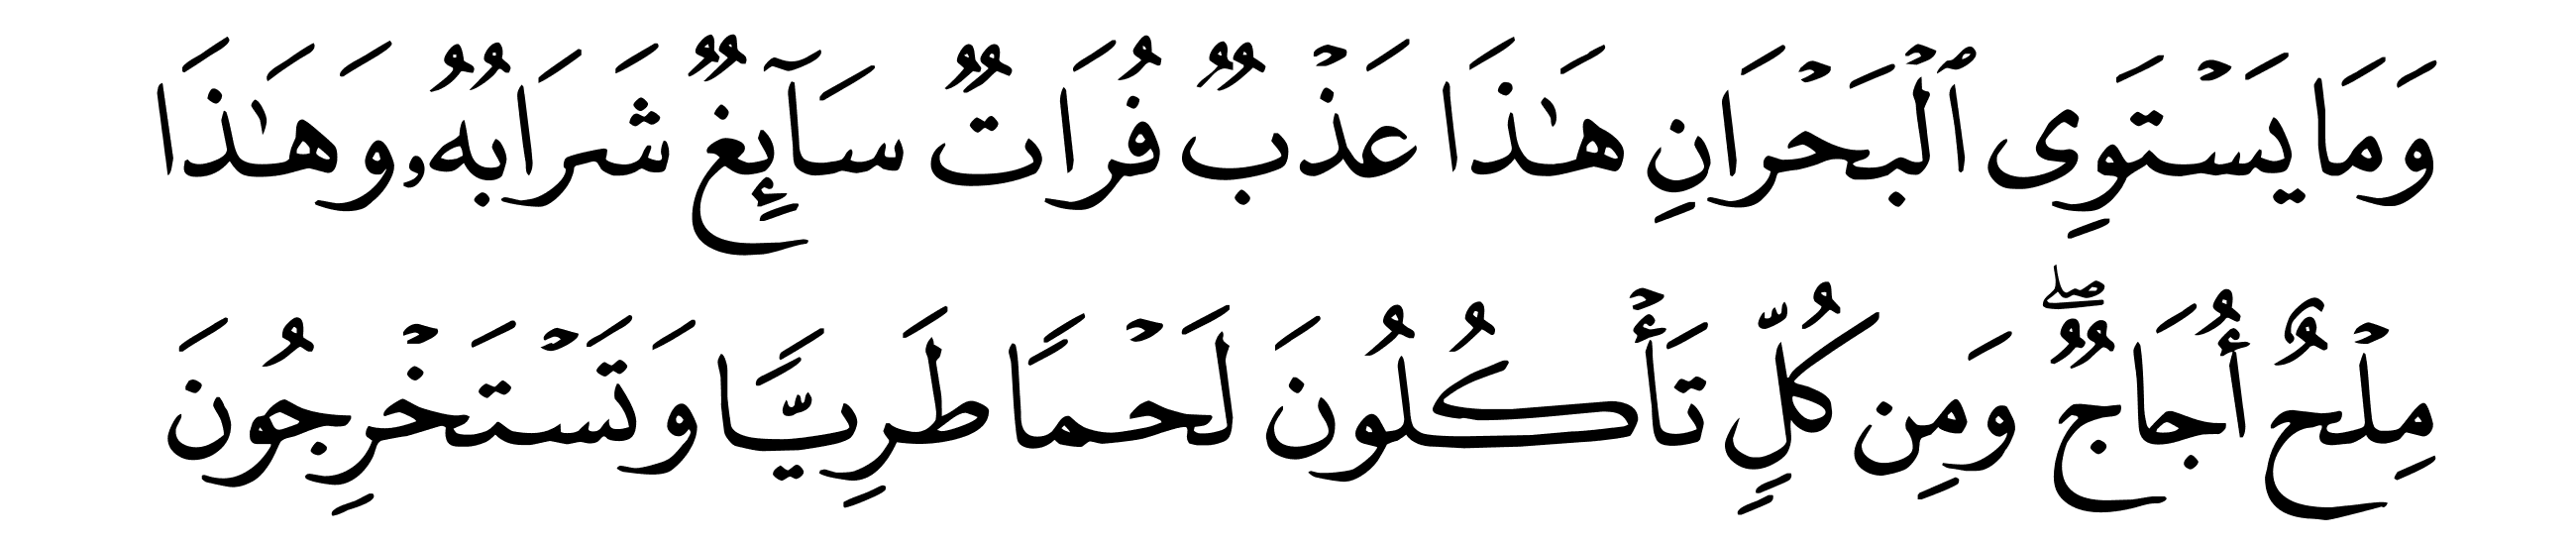 وَمَا يَسْتَوِى ٱلْبَحْرَانِ هَـٰذَا عَذْبٌ فُرَاتٌ سَآئِغٌ شَرَابُهُۥ وَهَـٰذَا
مِلْحٌ أُجَاجٌ ۖ وَمِن كُلٍّ تَأْكُلُونَ لَحْمًا طَرِيًّا وَتَسْتَخْرِجُونَ